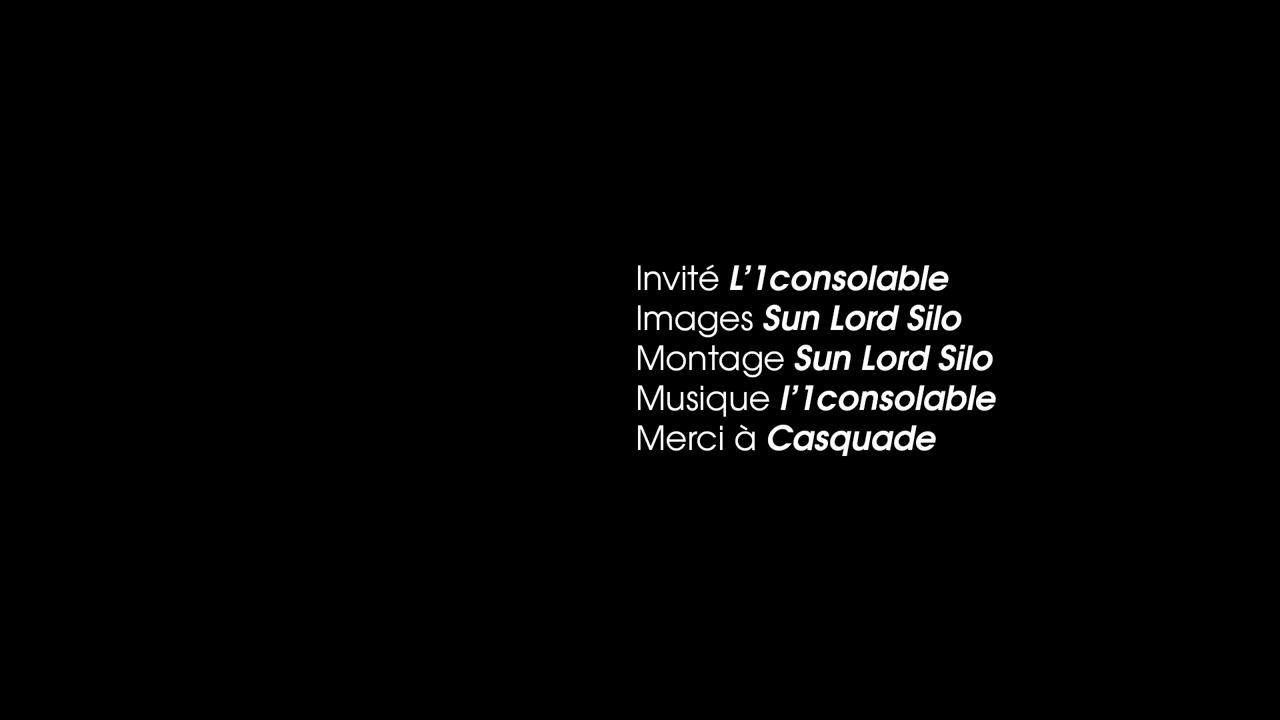 Invité L’1consolable
Images Sun Lord Silo
Montage Sun Lord Silo
Musique l’1consolable
Merci à Casquade